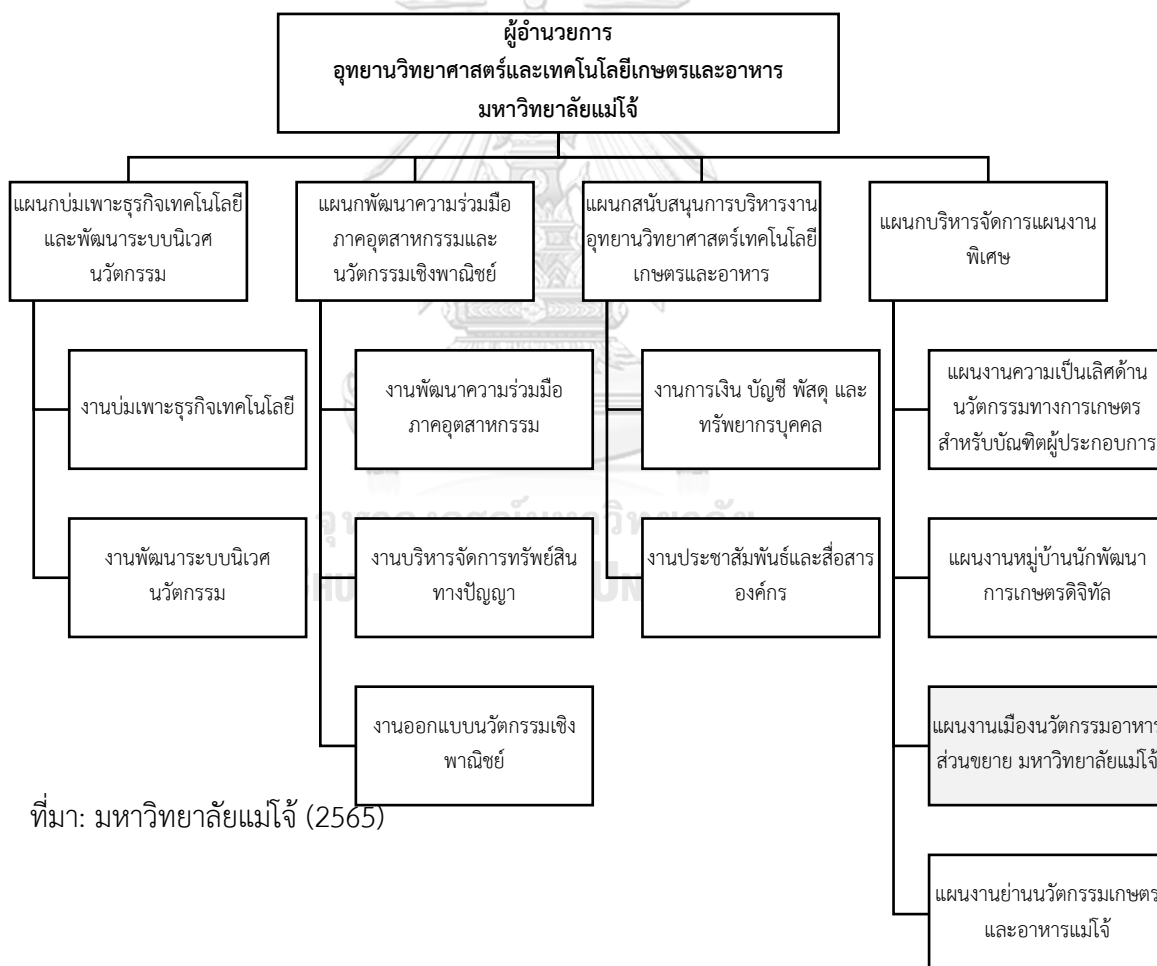 ผู้อำนวยการ
อุทยานวิทยาศาสตร์และเทคโนโลยีเกษตรและอาหาร
มหาวิทยาลัยแม่โจ้
แผนกบ่มเพาะธุรกิจเทคโนโลยี
และพัฒนาระบบนิเวศ
นวัตกรรม
งานบ่มเพาะธุรกิจเทคโนโลยี
งานพัฒนาระบบนิเวศ
นวัตกรรม
แผนกพัฒนาความร่วมมือ
ภาคอุตสาหกรรมและ
นวัตกรรมเชิงพาณิชย์
งานพัฒนาความร่วมมือ
ภาคอุตสาหกรรม
งานบริหารจัดการทรัพย์สิน
ทางปัญญา
งานออกแบบนวัตกรรมเชิง
พาณิชย์
แผนกสนับสนุนการบริหารงาน
อุทยานวิทยาศาสตร์เทคโนโลยี
เกษตรและอาหาร
งานการเงิน บัญชี พัสดุ และ
ทรัพยากรบุคคล
งานประชาสัมพันธ์และสื่อสาร
องค์กร
แผนกบริหารจัดการแผนงาน
พิเศษ
แผนงานความเป็นเลิศด้าน
นวัตกรรมทางการเกษตร
สำหรับบัณฑิตผู้ประกอบการ
แผนงานหมู่บ้านนักพัฒนา
การเกษตรดิจิทัล
แผนงานเมืองนวัตกรรมอาหาร
ส่วนขยาย มหาวิทยาลัยแม่โจ้
แผนงานย่านนวัตกรรมเกษตร
และอาหารแม่โจ้
ที่มา: มหาวิทยาลัยแม่โจ้ (2565)